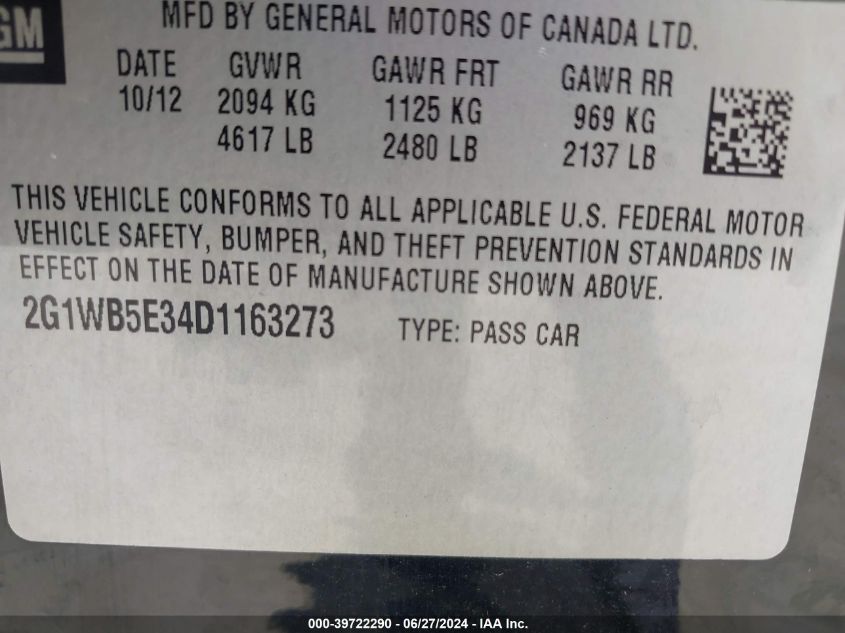 GM
MFD BY GENERAL MOTORS OF CANADA LTD.
DATE GVWR GAWR FRT GAWR RR
10/12 2094 KG 1125 KG 969 KG
4617 LB 2480 LB 2137 LB
THIS VEHICLE CONFORMS TO ALL APPLICABLE U.S. FEDERAL MOTOR
VEHICLE SAFETY, BUMPER, AND THEFT PREVENTION STANDARDS IN
EFFECT ON THE DATE OF MANUFACTURE SHOWN ABOVE.
2G1WB5E34D1163273 TYPE: PASS CAR
000-39722290 - 06/27/2024 - IAA Inc.